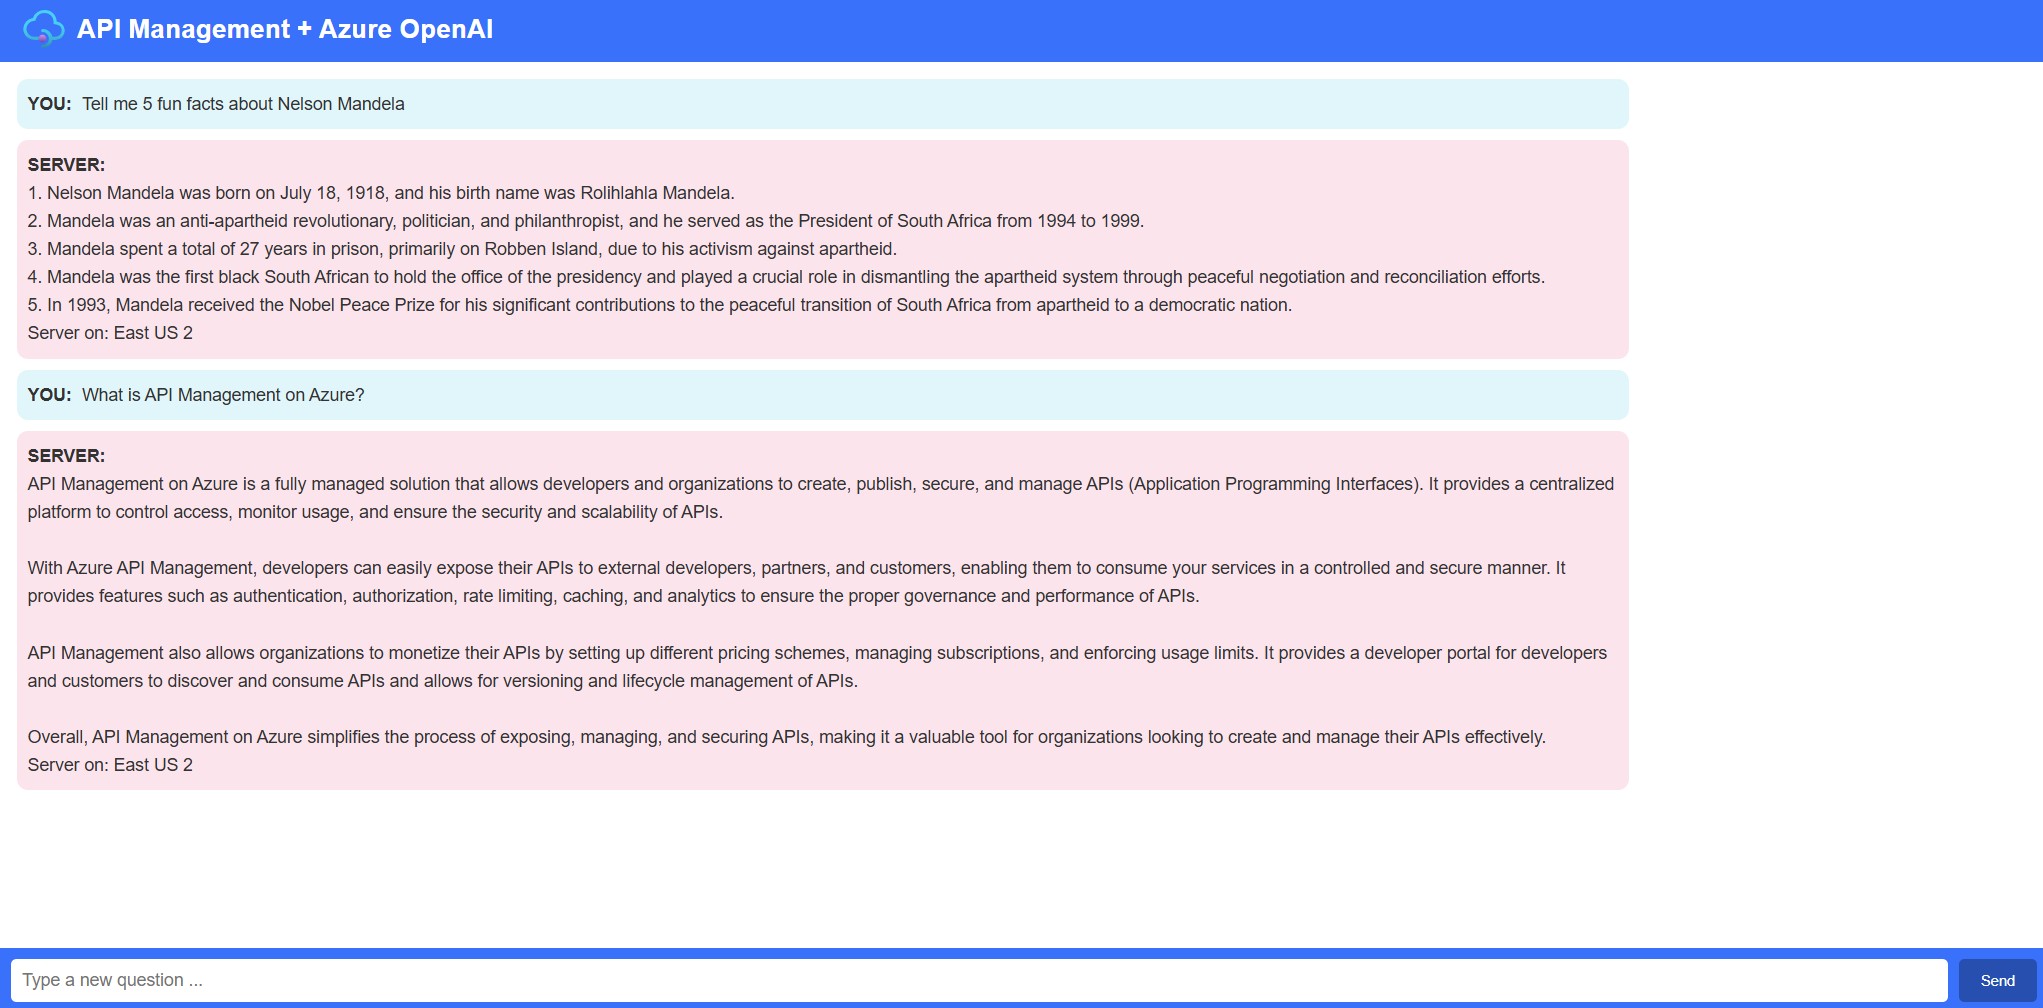 API Management + Azure OpenAI
YOU: Tell me 5 fun facts about Nelson Mandela
SERVER:
1. Nelson Mandela was born on July 18, 1918, and his birth name was Rolihlahla Mandela.
2. Mandela was an anti-apartheid revolutionary, politician, and philanthropist, and he served as the President of South Africa from 1994 to 1999.
3. Mandela spent a total of 27 years in prison, primarily on Robben Island, due to his activism against apartheid.
4. Mandela was the first black South African to hold the office of the presidency and played a crucial role in dismantling the apartheid system through peaceful negotiation and reconciliation efforts.
5. In 1993, Mandela received the Nobel Peace Prize for his significant contributions to the peaceful transition of South Africa from apartheid to a democratic nation.
Server on: East US 2
YOU: What is API Management on Azure?
SERVER:
API Management on Azure is a fully managed solution that allows developers and organizations to create, publish, secure, and manage APIs (Application Programming Interfaces). It provides a centralized
platform to control access, monitor usage, and ensure the security and scalability of APIs.
With Azure API Management, developers can easily expose their APIs to external developers, partners, and customers, enabling them to consume your services in a controlled and secure manner. It
provides features such as authentication, authorization, rate limiting, caching, and analytics to ensure the proper governance and performance of APIs.
API Management also allows organizations to monetize their APIs by setting up different pricing schemes, managing subscriptions, and enforcing usage limits. It provides a developer portal for developers
and customers to discover and consume APIs and allows for versioning and lifecycle management of APIs.
Overall, API Management on Azure simplifies the process of exposing, managing, and securing APIs, making it a valuable tool for organizations looking to create and manage their APIs effectively.
Server on: East US 2
Type a new question ...
Send